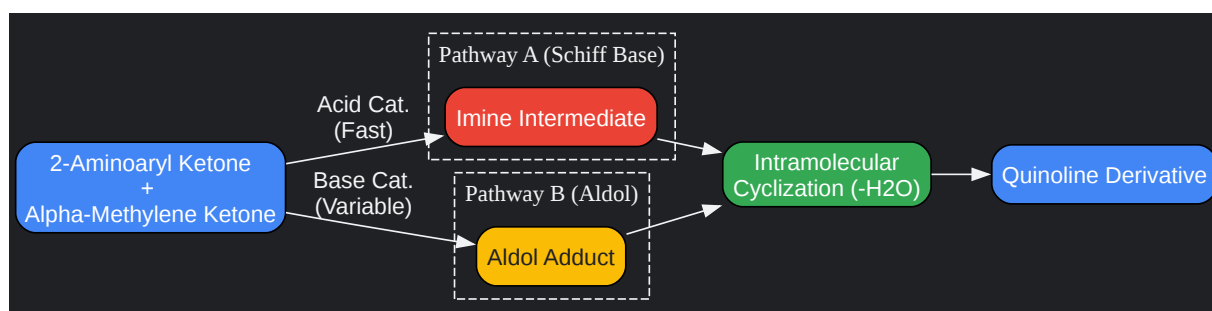 2-Aminoaryl Ketone
+
Alpha-Methylene Ketone
Acid Cat.
(Fast)
Base Cat.
(Variable)
Pathway A (Schiff Base)
Imine Intermediate
Pathway B (Aldol)
Aldol Adduct
Intramolecular
Cyclization (-H2O)
Quinoline Derivative